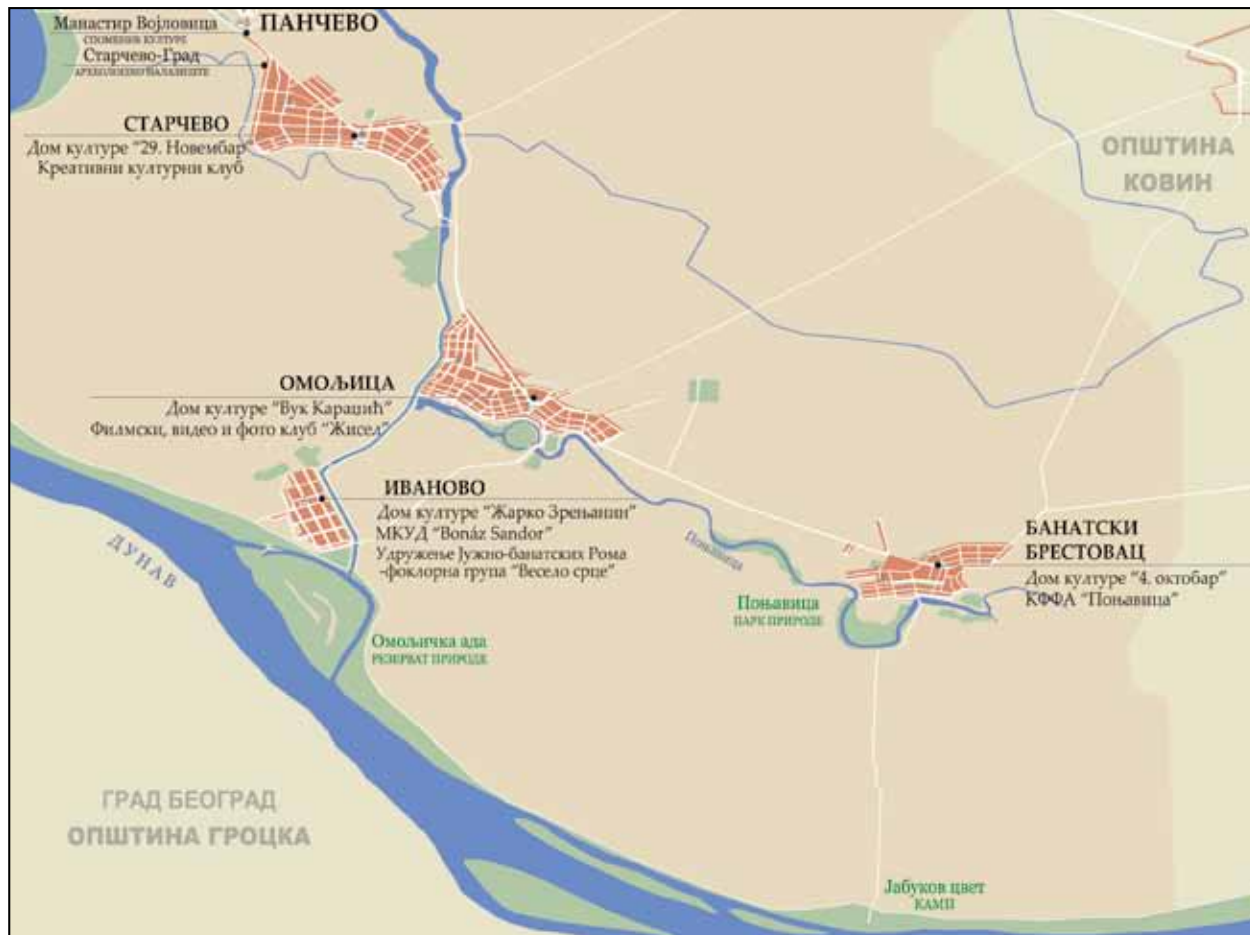 Манастир Војловица
СПОМЕНИК КУЛТУРЕ
ПАНЧЕВО
Старчево-Град
АРХЕОЛОШКО НАЛАЗИШТЕ
СТАРЧЕВО
Дом културе "29. Новембар"
Креативни културни клуб
ОПШТИНА
КОВИН
ОМОЉИЦА
Дом културе "Вук Караџић"
Филмски, видео и фото клуб "Жисел"
ИВАНОВО
Дом културе "Жарко Зрењанин"
МКУД "Bonáz Sandor"
Удружење Јужно-банатских Рома
-фоклорна група "Весело срце"
ДУНАВ
Поњавица
БАНАТСКИ
БРЕСТОВАЦ
Дом културе "4. октобар"
КФФА "Поњавица"
Поњавица
ПАРК ПРИРОДЕ
Омољичка ада
РЕЗЕРВАТ ПРИРОДЕ
ГРАД БЕОГРАД
ОПШТИНА ГРОЦКА
Јабуков цвет
КАМП